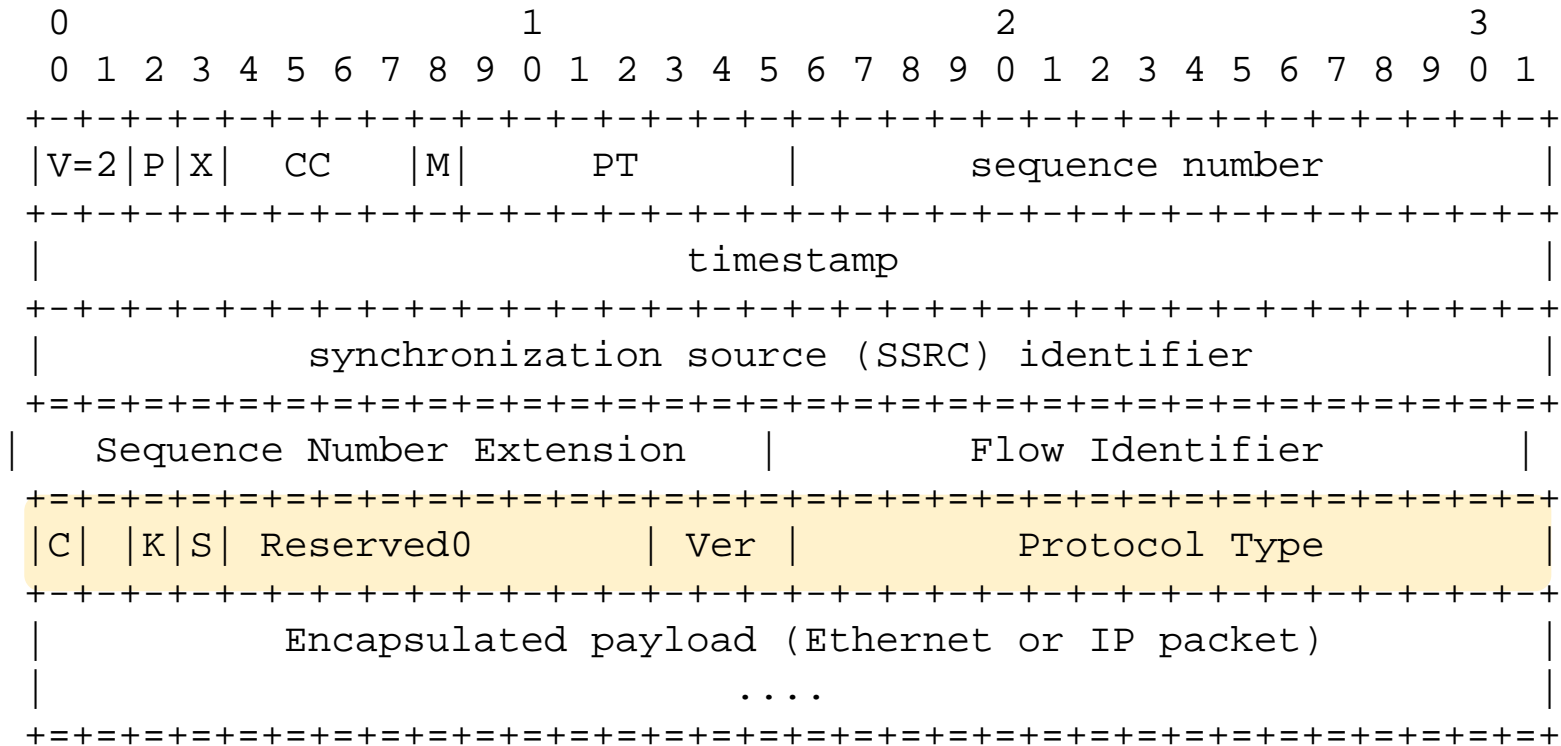 0                   1                   2                   3
 0 1 2 3 4 5 6 7 8 9 0 1 2 3 4 5 6 7 8 9 0 1 2 3 4 5 6 7 8 9 0 1
+-+-+-+-+-+-+-+-+-+-+-+-+-+-+-+-+-+-+-+-+-+-+-+-+-+-+-+-+-+-+-+-+
|V=2|P|X|  CC   |M|     PT      |       sequence number         |
+-+-+-+-+-+-+-+-+-+-+-+-+-+-+-+-+-+-+-+-+-+-+-+-+-+-+-+-+-+-+-+-+
|                           timestamp                           |
+-+-+-+-+-+-+-+-+-+-+-+-+-+-+-+-+-+-+-+-+-+-+-+-+-+-+-+-+-+-+-+-+
|           synchronization source (SSRC) identifier            |
+=+=+=+=+=+=+=+=+=+=+=+=+=+=+=+=+=+=+=+=+=+=+=+=+=+=+=+=+=+=+=+=+
|   Sequence Number Extension   |        Flow Identifier        |
+=+=+=+=+=+=+=+=+=+=+=+=+=+=+=+=+=+=+=+=+=+=+=+=+=+=+=+=+=+=+=+=+
|C| |K|S| Reserved0       | Ver |         Protocol Type         |
+-+-+-+-+-+-+-+-+-+-+-+-+-+-+-+-+-+-+-+-+-+-+-+-+-+-+-+-+-+-+-+-+
|          Encapsulated payload (Ethernet or IP packet)         |
|                             ....                              |
+=+=+=+=+=+=+=+=+=+=+=+=+=+=+=+=+=+=+=+=+=+=+=+=+=+=+=+=+=+=+=+=+